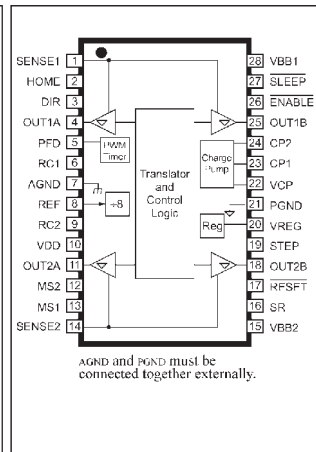 SENSE1 1
HOME 2
DIR 3
OUT1A 4
PFD 5
RC1 6
AGND 7
REF 8
RC2 9
VDD 10
OUT2A 11
MS2 12
MS1 13
SENSE2 14
PWM
Timer
÷8
Translator
and
Control
Logic
Charge
Pump
Reg
28 VBB1
27 SLEEP
26 ENABLE
25 OUT1B
24 CP2
23 CP1
22 VCP
21 PGND
20 VREG
19 STEP
18 OUT2B
17 RFSFT
16 SR
15 VBB2
AGND and PGND must be
connected together externally.